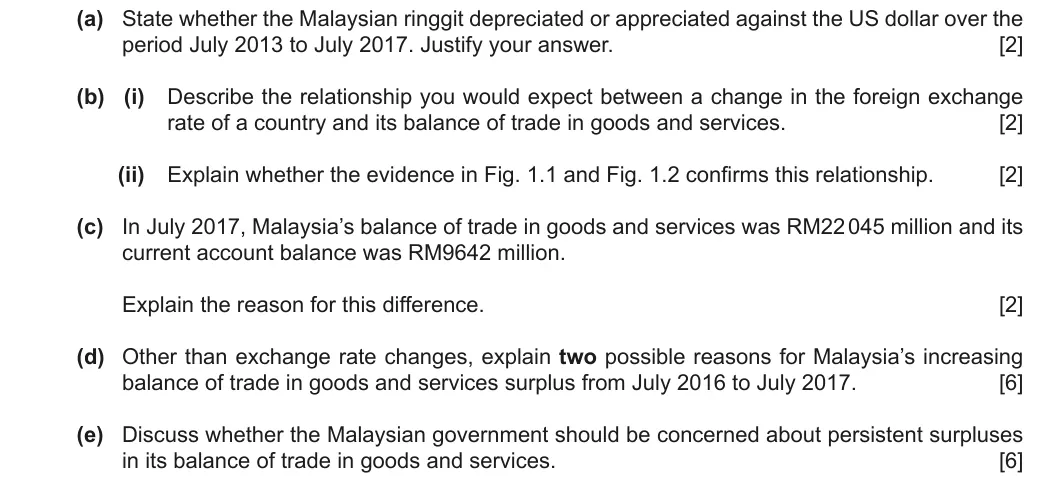 (a) State whether the Malaysian ringgit depreciated or appreciated against the US dollar over the
period July 2013 to July 2017. Justify your answer. [2]
(b) (i) Describe the relationship you would expect between a change in the foreign exchange
rate of a country and its balance of trade in goods and services. [2]
(ii) Explain whether the evidence in Fig. 1.1 and Fig. 1.2 confirms this relationship. [2]
(c) In July 2017, Malaysia’s balance of trade in goods and services was RM22 045 million and its
current account balance was RM9642 million.
Explain the reason for this difference. [2]
(d) Other than exchange rate changes, explain two possible reasons for Malaysia’s increasing
balance of trade in goods and services surplus from July 2016 to July 2017. [6]
(e) Discuss whether the Malaysian government should be concerned about persistent surpluses
in its balance of trade in goods and services. [6]